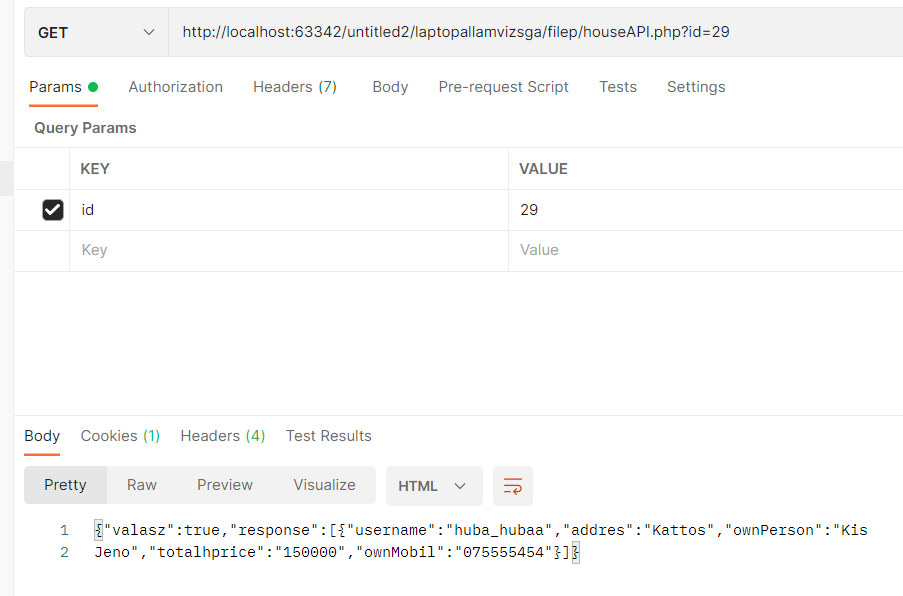 GET http://localhost:63342/untitled2/laptopallamvizsga/filep/houseAPI.php?id=29
Params Authorization Headers (7) Body Pre-request Script Tests Settings
Query Params
KEY VALUE
id 29
Key Value
Body Cookies (1) Headers (4) Test Results
Pretty Raw Preview Visualize HTML
1 {"valasz":true,"response":[{"username":"huba_hubaa","addres":"Kattos","ownPerson":"Kis
2 Jeno","totalhprice":"150000","ownMobil":"075555454"}]}